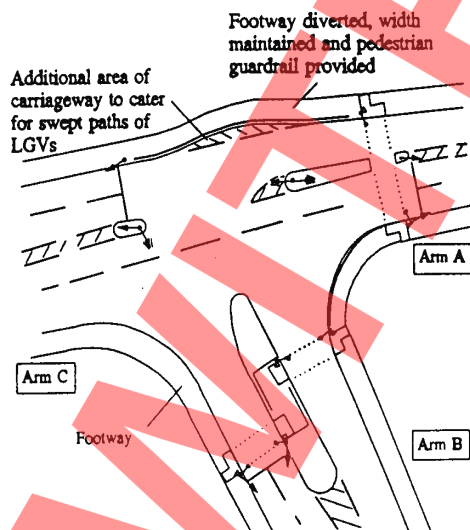 Footway diverted, width
maintained and pedestrian
guardrail provided
Additional area of
carriageway to cater
for swept paths of
LGVs
Arm A
Arm C
Footway
Arm B